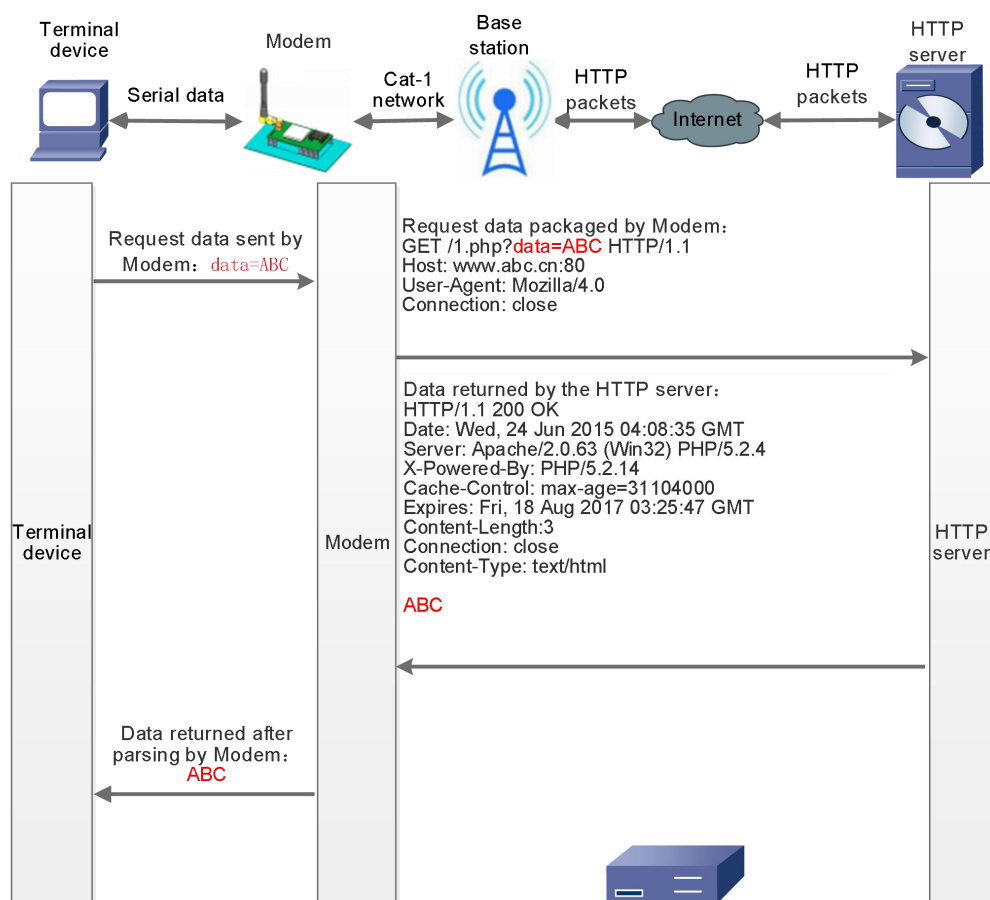 Terminal
device
Modem
Base
station
HTTP
server
Serial data
Cat-1
network
HTTP
packets
Internet
HTTP
packets
Request data sent by
Modem：data=ABC
Request data packaged by Modem：
GET /1.php?data=ABC HTTP/1.1
Host: www.abc.cn:80
User-Agent: Mozilla/4.0
Connection: close
Data returned by the HTTP server：
HTTP/1.1 200 OK
Date: Wed, 24 Jun 2015 04:08:35 GMT
Server: Apache/2.0.63 (Win32) PHP/5.2.4
X-Powered-By: PHP/5.2.14
Cache-Control: max-age=31104000
Expires: Fri, 18 Aug 2017 03:25:47 GMT
Content-Length:3
Connection: close
Content-Type: text/html
ABC
Terminal
device
Modem
HTTP
server
Data returned after
parsing by Modem：
ABC